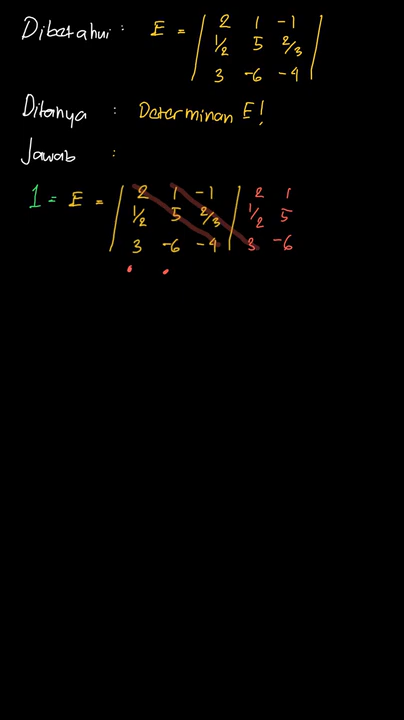 Diketahui : E = | 2 1 -1 |
| 1/2 5 2/3 |
| 3 -6 -4 |
Ditanya : Determinan E!
Jawab :
1 = E = | 2 1 -1 | 2 1
| 1/2 5 2/3 | 1/2 5
| 3 -6 -4 | 3 -6